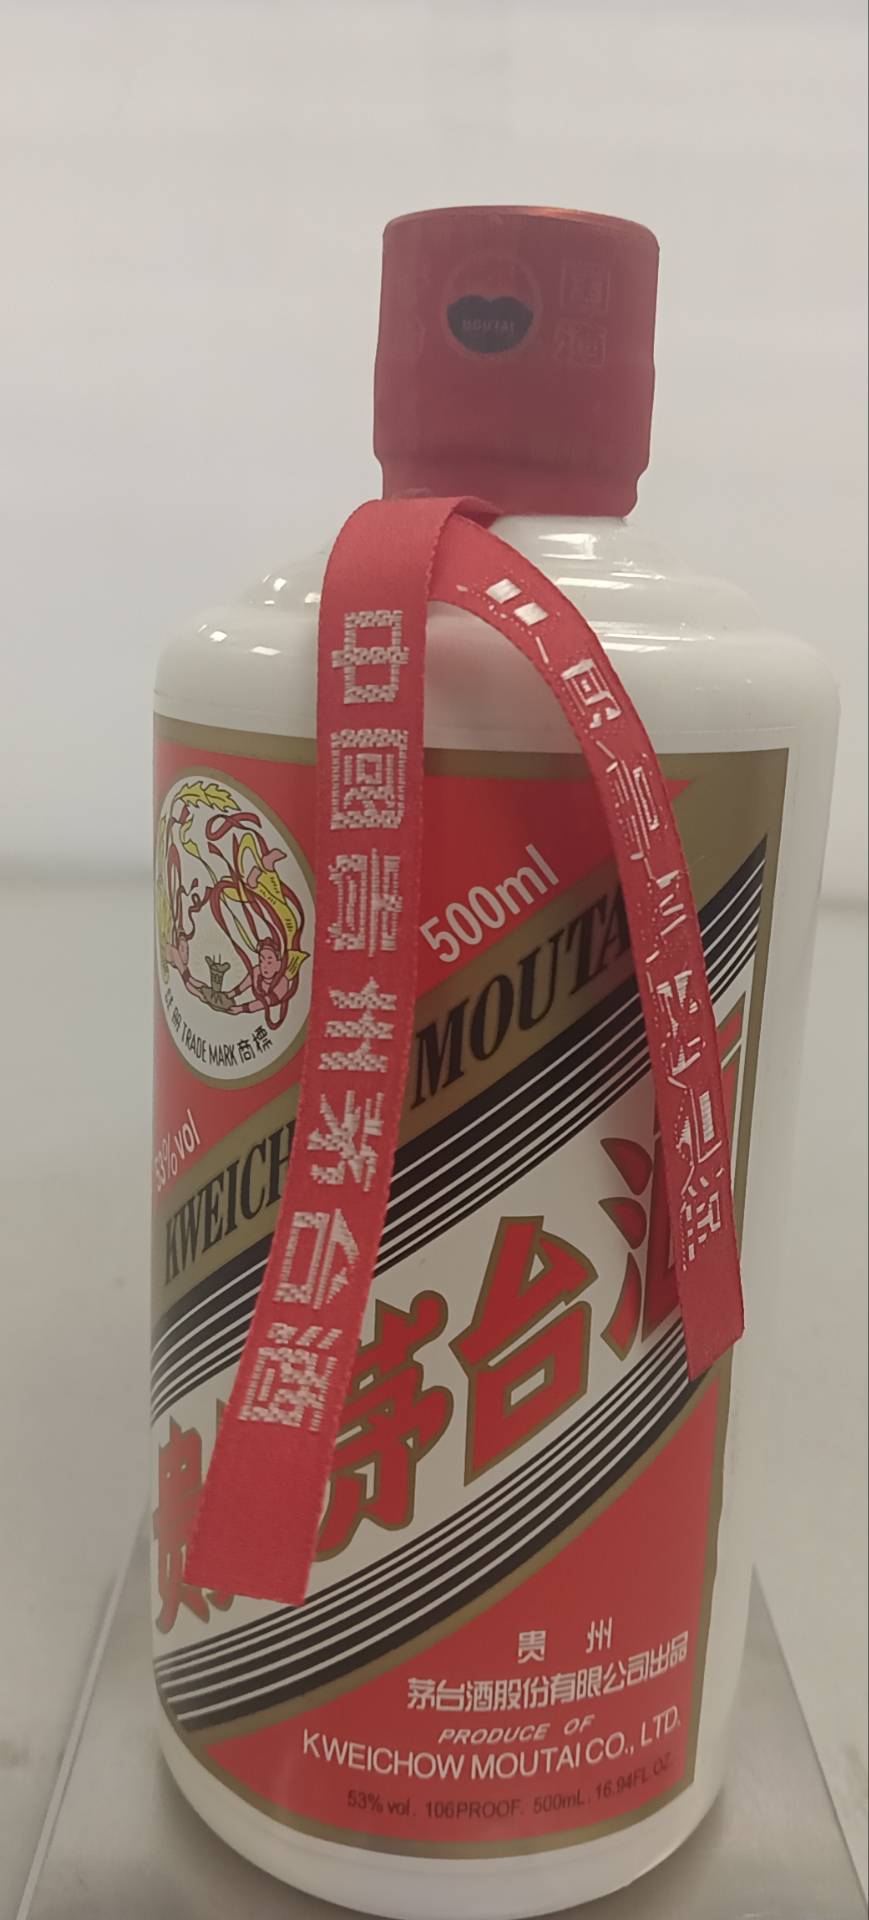 MOUTAI
中國貴州茅台酒
500ml
TRADE MARK 商標
53%vol
KWEICH MOUTA
贵 茅台酒
贵 州
茅台酒股份有限公司出品
PRODUCE OF
KWEICHOW MOUTAI CO., LTD.
53% vol. 106PROOF. 500mL. 16.94FL OZ.